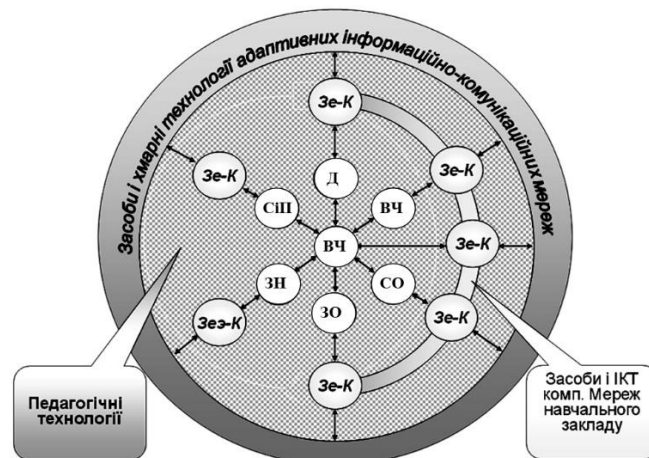 Засоби і хмарні технології адаптивних інформаційно-комунікаційних мереж
Зе-К
Зе-К
Д
Зе-К
СіП
ВЧ
ВЧ
Зе-К
ЗН
СО
Зеэ-К
ЗО
Зе-К
Зе-К
Педагогічні
технології
Засоби і ІКТ
комп. Мереж
навчального
закладу